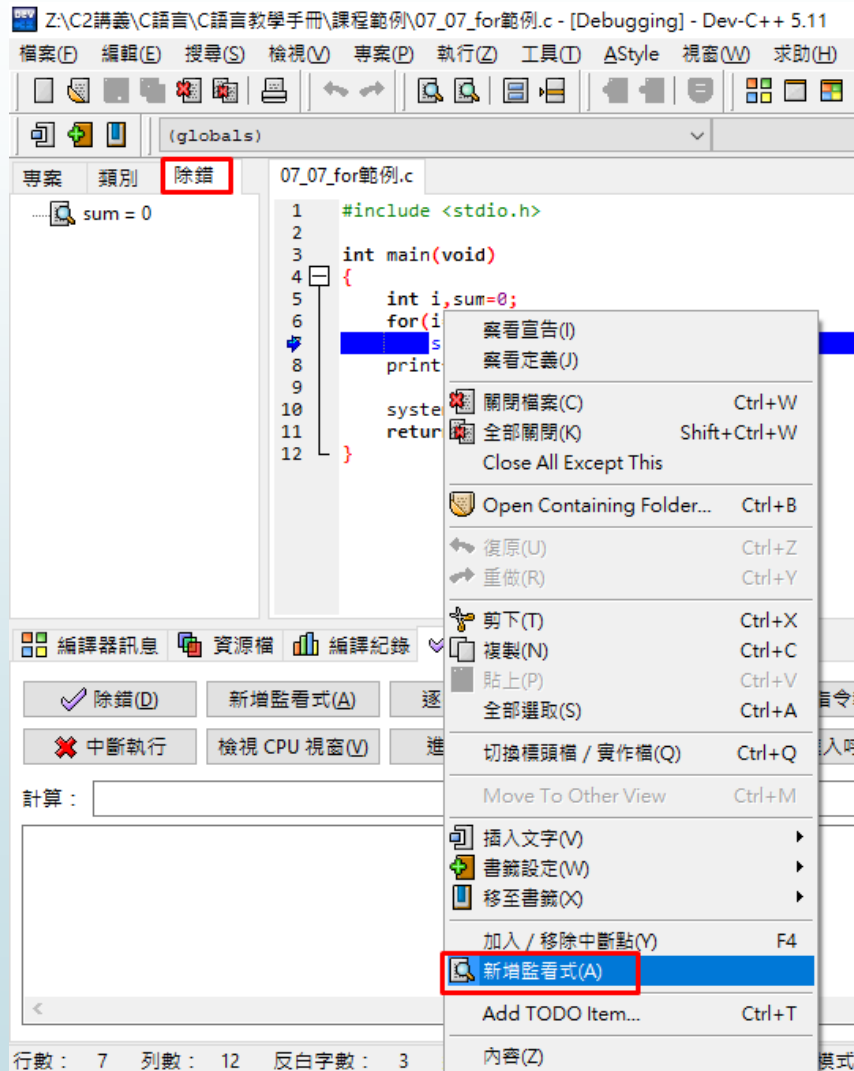 Z:\C2講義\C語言\C語言教學手冊\課程範例\07_07_for範例.c - [Debugging] - Dev-C++ 5.11
檔案(F) 編輯(E) 搜尋(S) 檢視(V) 專案(P) 執行(Z) 工具(T) AStyle 視窗(W) 求助(H)
(globals)
專案 類別 除錯 07_07_for範例.c
sum = 0
1 #include <stdio.h>
2
3 int main(void)
4 {
5 int i,sum=0;
6 for(i
s
8 print
9
10 system
11 return
12 }
察看宣告(I)
察看定義(J)
關閉檔案(C) Ctrl+W
全部關閉(K) Shift+Ctrl+W
Close All Except This
Open Containing Folder... Ctrl+B
復原(U) Ctrl+Z
重做(R) Ctrl+Y
剪下(T) Ctrl+X
複製(N) Ctrl+C
貼上(P) Ctrl+V
全部選取(S) Ctrl+A
切換標頭檔 / 實作檔(Q) Ctrl+Q
Move To Other View Ctrl+M
插入文字(V)
書籤設定(W)
移至書籤(X)
加入 / 移除中斷點(Y) F4
新增監看式(A)
Add TODO Item... Ctrl+T
內容(Z)
編譯器訊息 資源檔 編譯紀錄
除錯(D) 新增監看式(A) 逐 指令
中斷執行 檢視 CPU 視窗(V) 進 入
計算：
行數： 7 列數： 12 反白字數： 3 模式